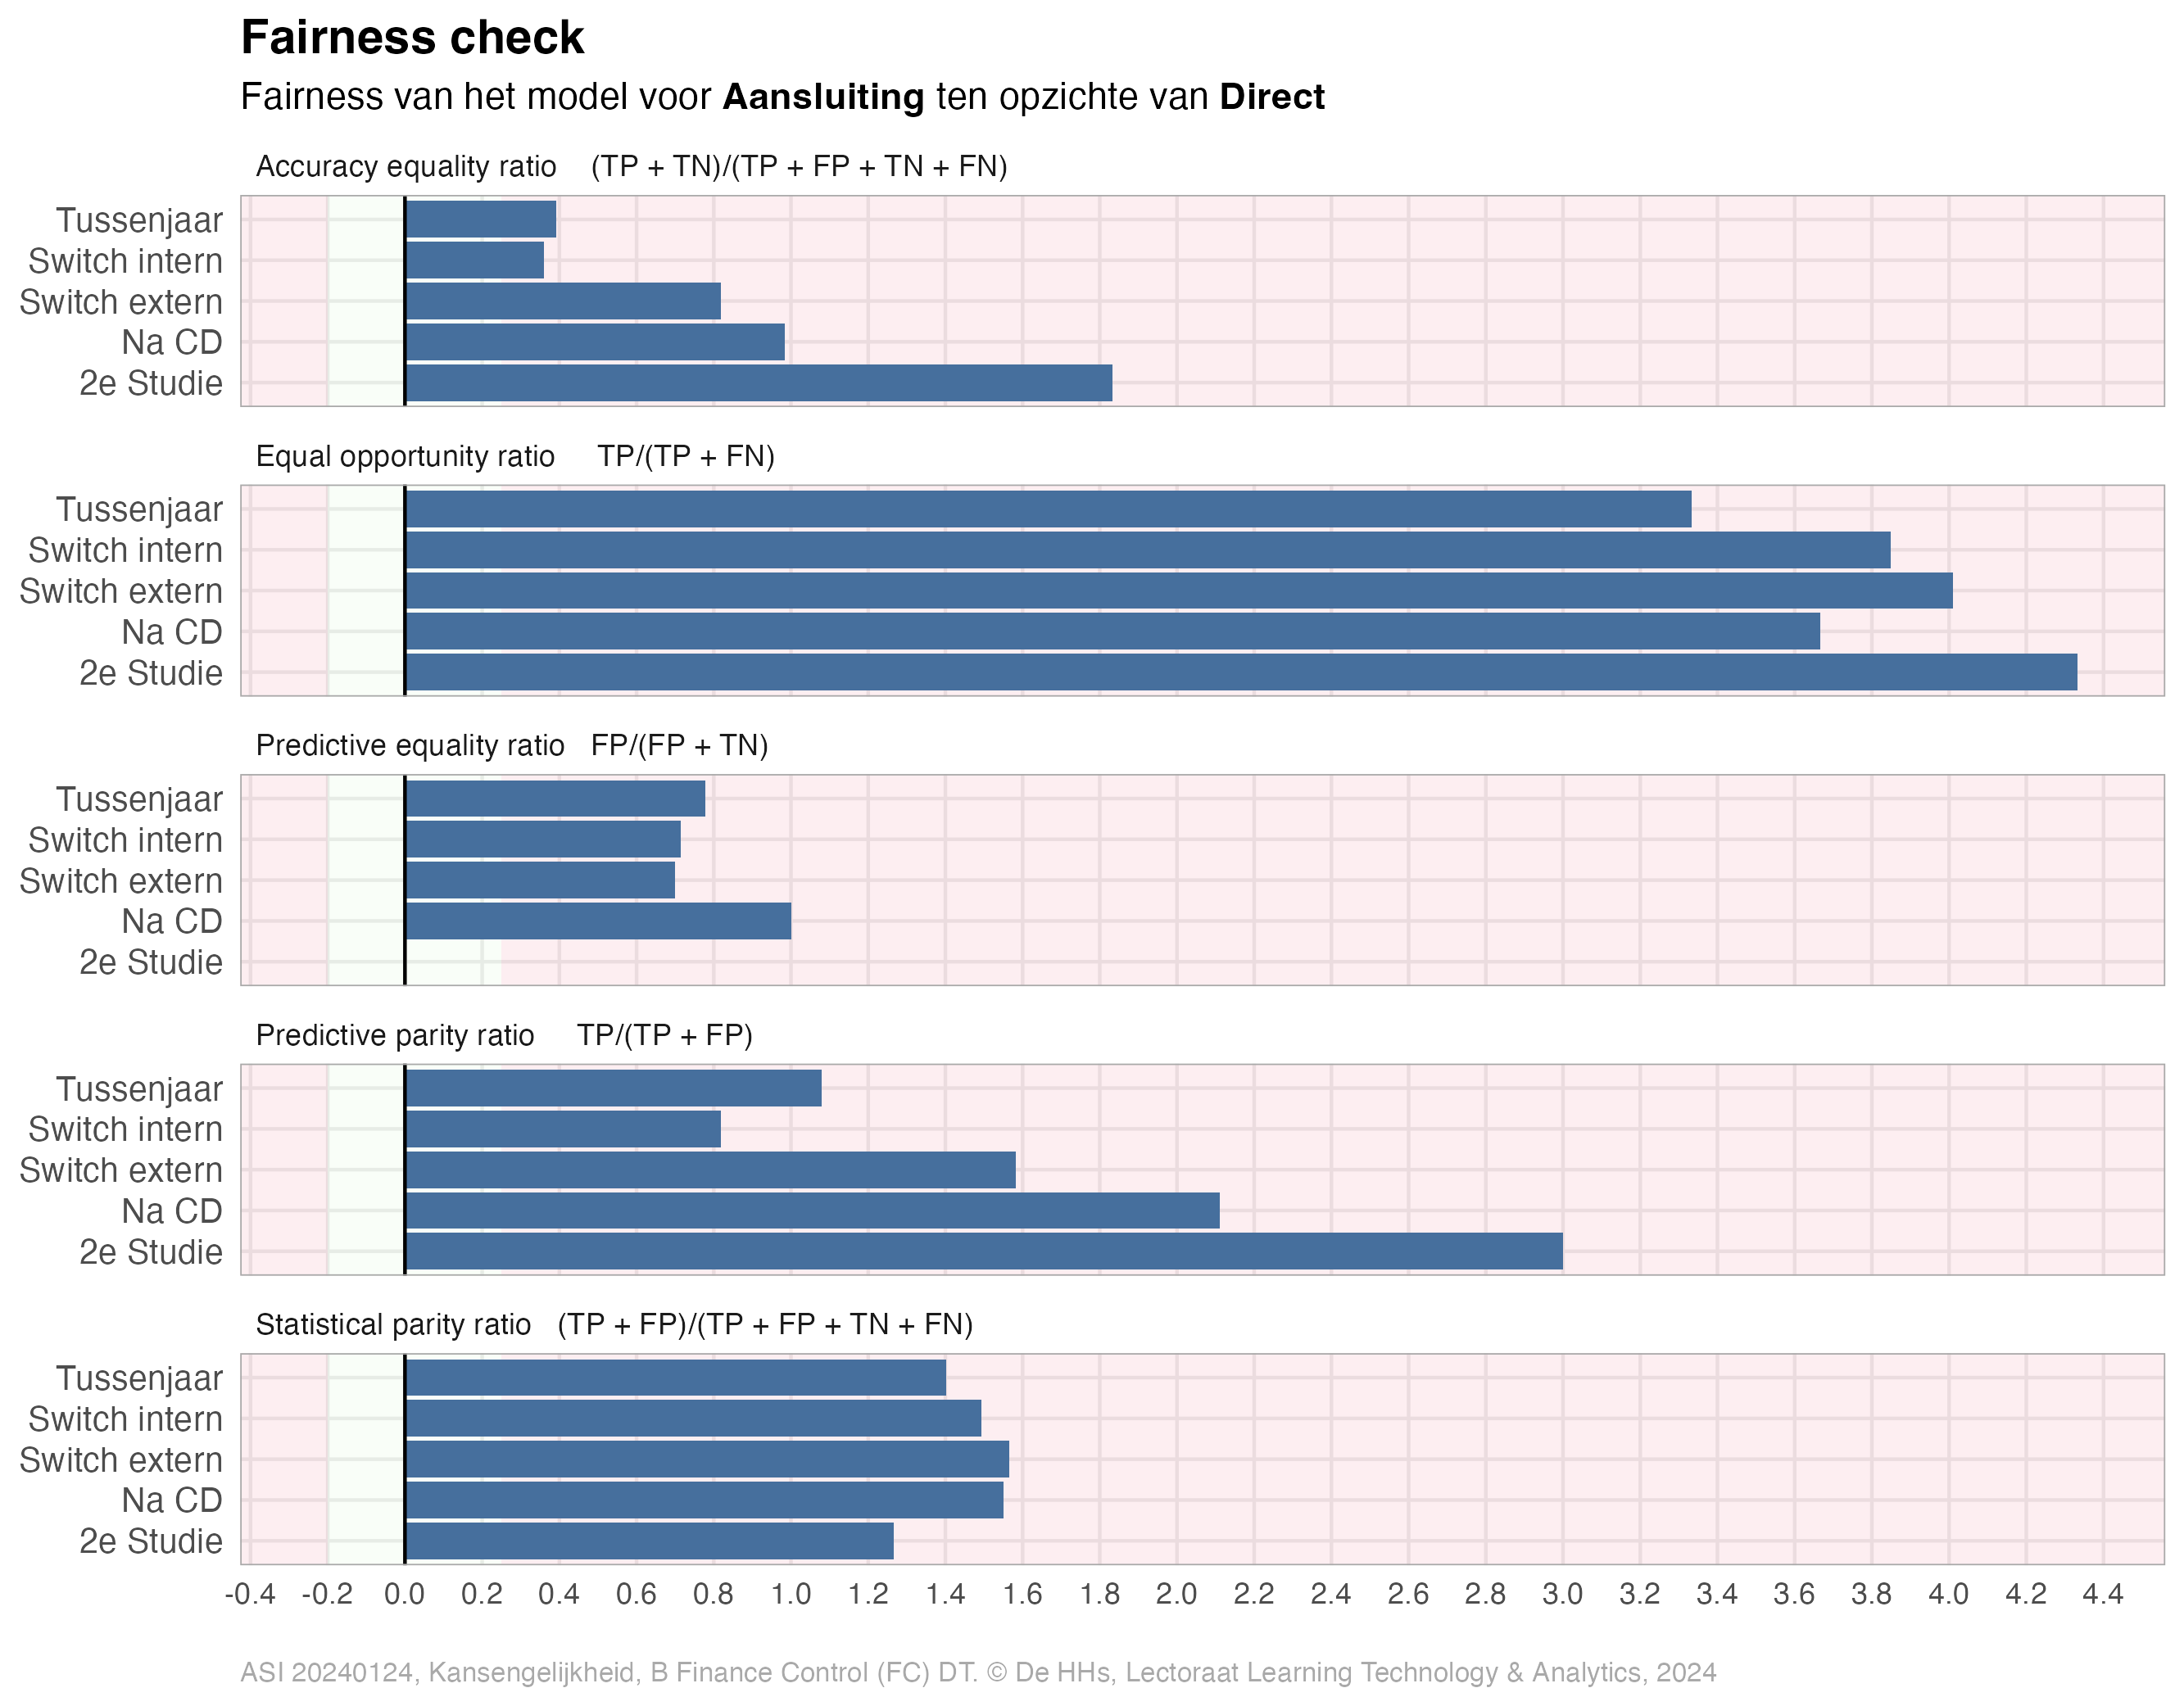 Fairness check
Fairness van het model voor Aansluiting ten opzichte van Direct
Accuracy equality ratio (TP + TN)/(TP + FP + TN + FN)
Tussenjaar
Switch intern
Switch extern
Na CD
2e Studie
Equal opportunity ratio TP/(TP + FN)
Tussenjaar
Switch intern
Switch extern
Na CD
2e Studie
Predictive equality ratio FP/(FP + TN)
Tussenjaar
Switch intern
Switch extern
Na CD
2e Studie
Predictive parity ratio TP/(TP + FP)
Tussenjaar
Switch intern
Switch extern
Na CD
2e Studie
Statistical parity ratio (TP + FP)/(TP + FP + TN + FN)
Tussenjaar
Switch intern
Switch extern
Na CD
2e Studie
-0.4 -0.2 0.0 0.2 0.4 0.6 0.8 1.0 1.2 1.4 1.6 1.8 2.0 2.2 2.4 2.6 2.8 3.0 3.2 3.4 3.6 3.8 4.0 4.2 4.4
ASI 20240124, Kansengelijkheid, B Finance Control (FC) DT. © De HHs, Lectoraat Learning Technology & Analytics, 2024